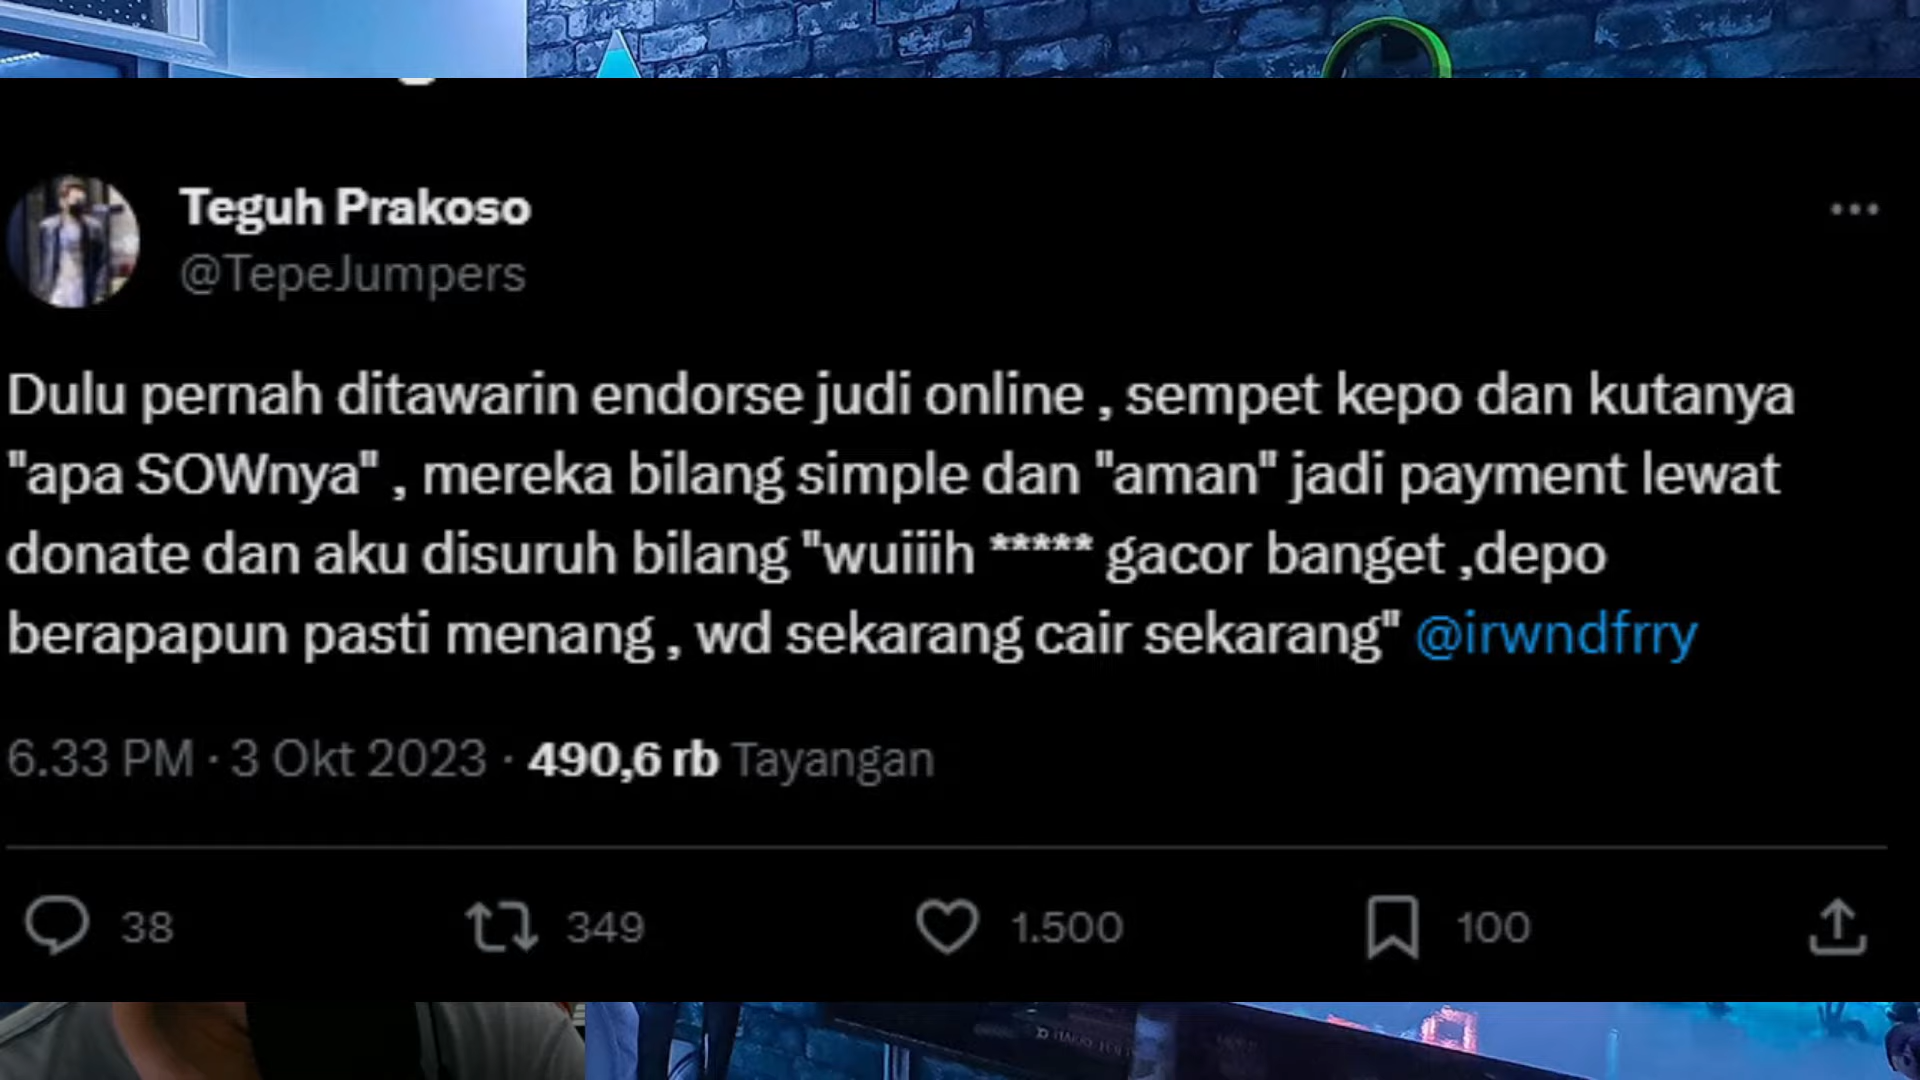 Teguh Prakoso
@TepeJumpers
Dulu pernah ditawarin endorse judi online , sempet kepo dan kutanya
"apa SOWnya" , mereka bilang simple dan "aman" jadi payment lewat
donate dan aku disuruh bilang "wuiiih ***** gacor banget ,depo
berapapun pasti menang , wd sekarang cair sekarang" @irwndfrry
6.33 PM · 3 Okt 2023 · 490,6 rb Tayangan
38 349 1.500 100